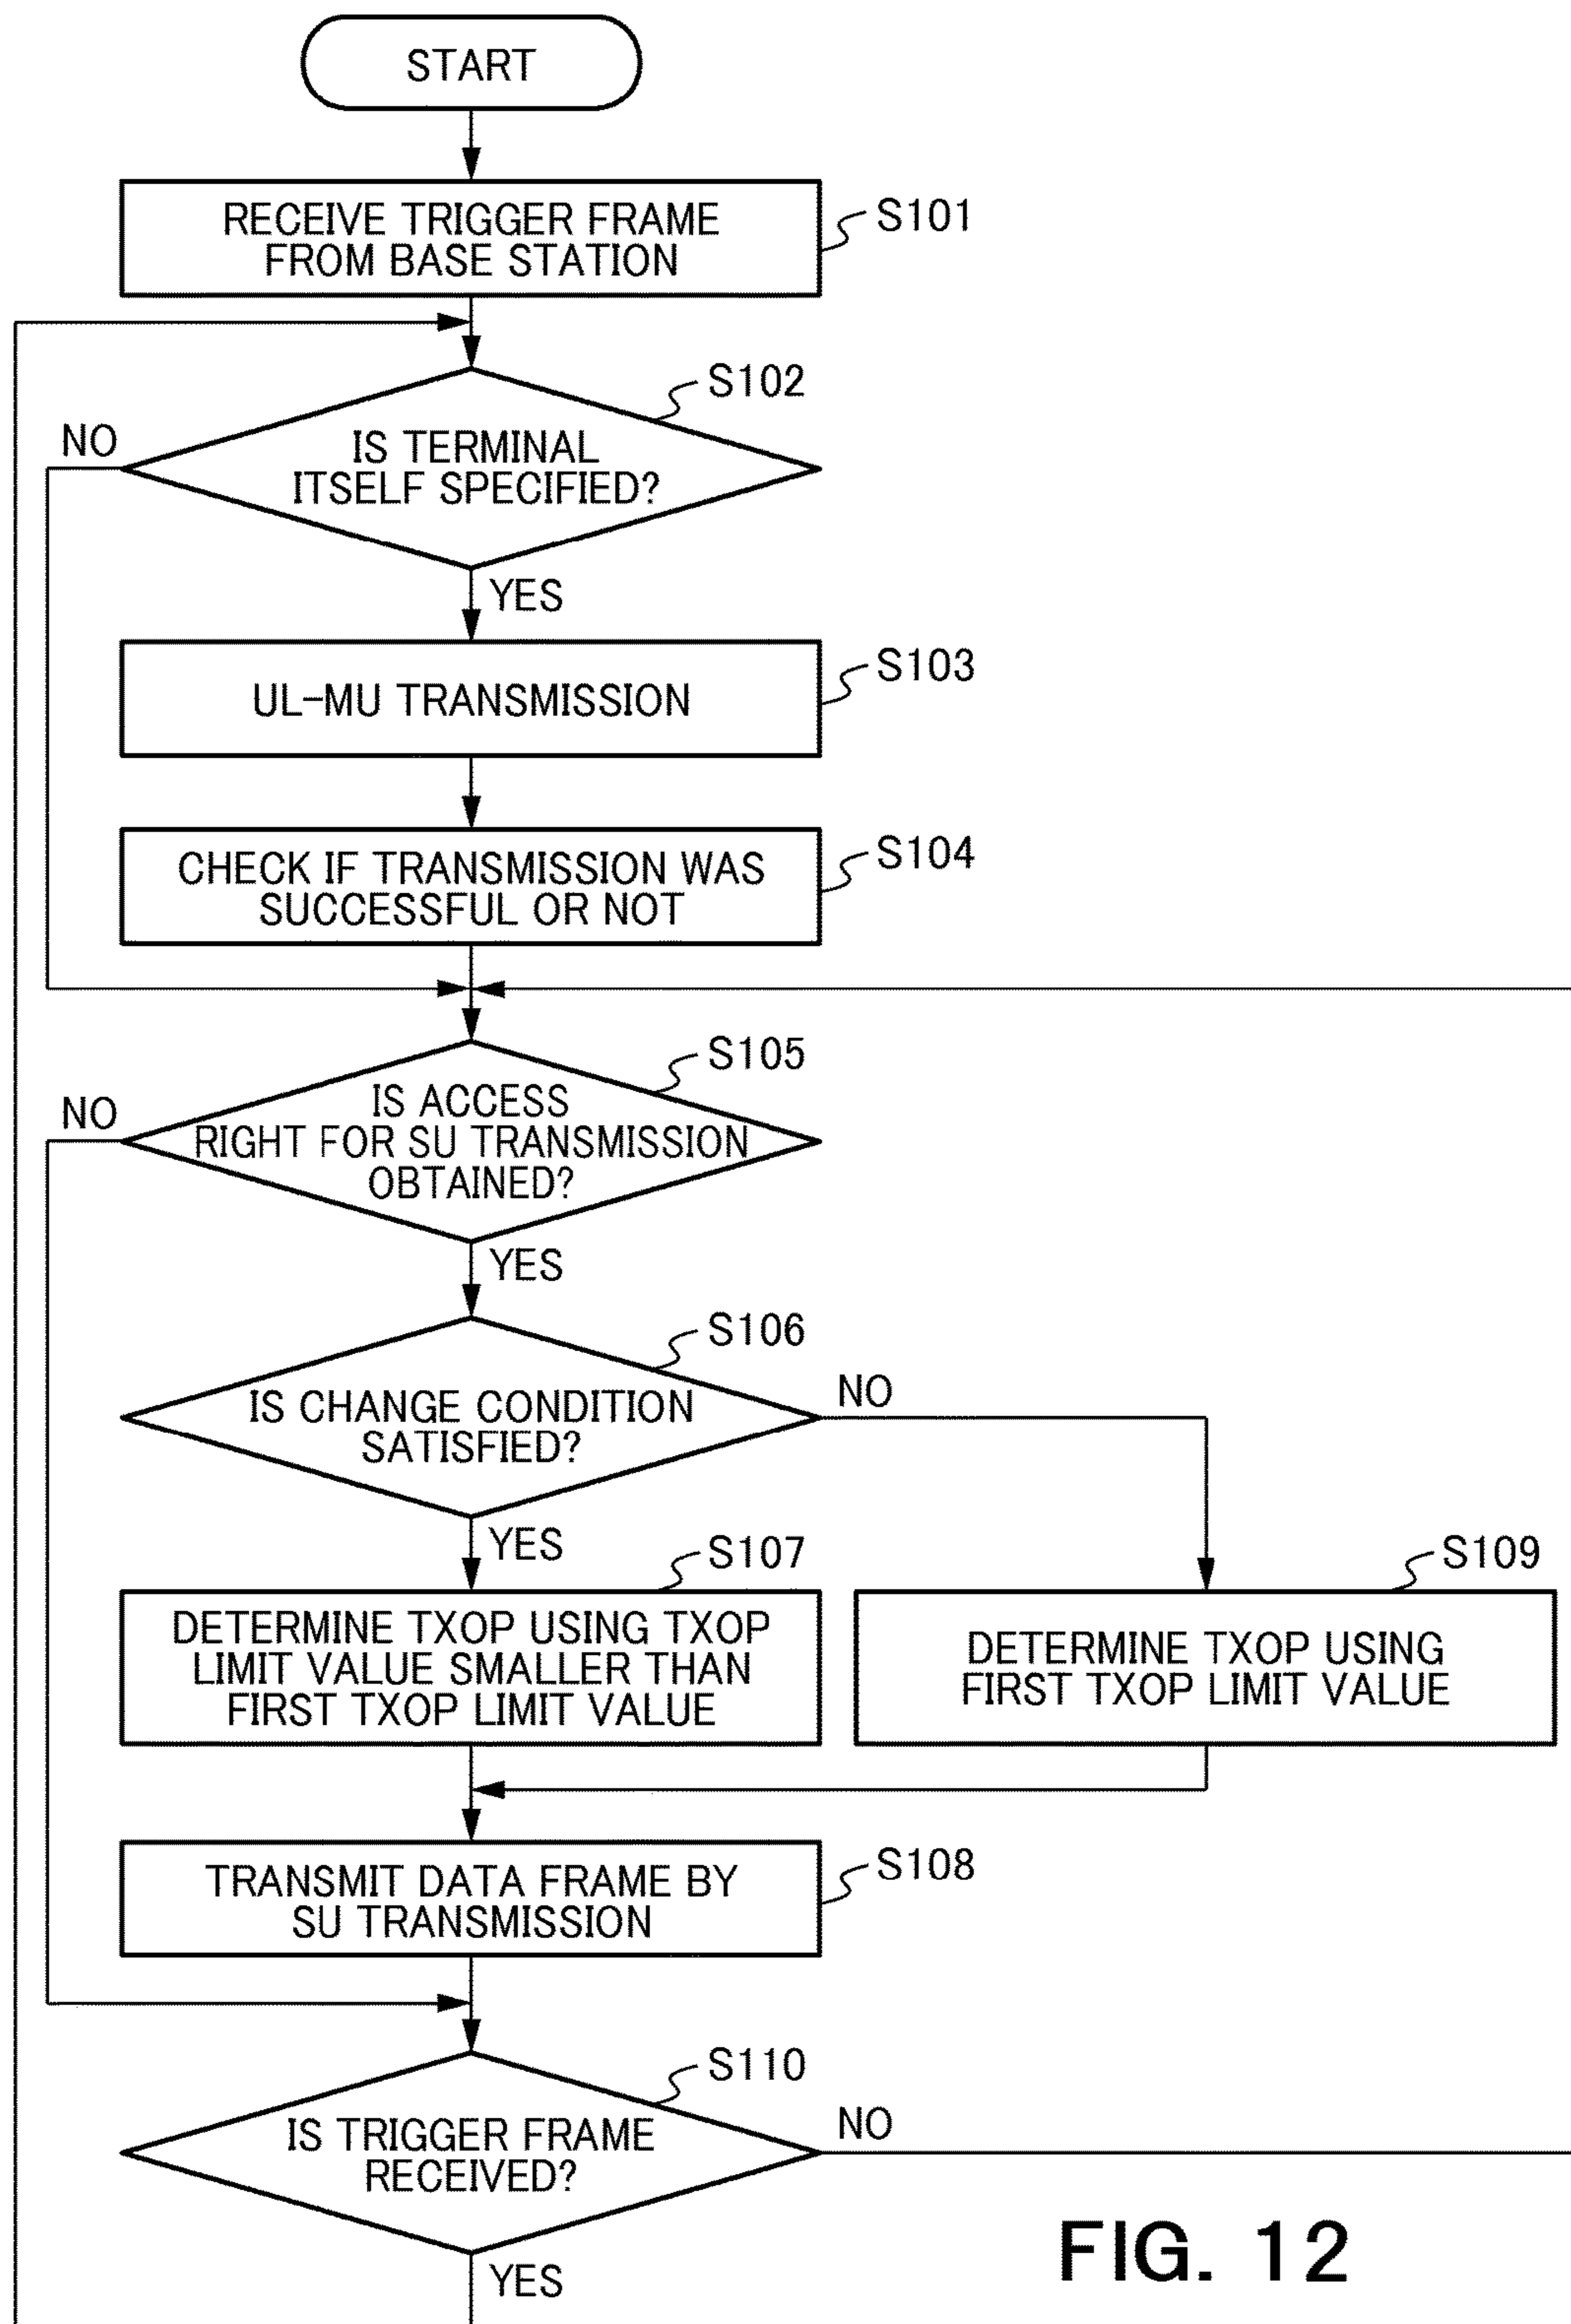 START
RECEIVE TRIGGER FRAME
FROM BASE STATION
S101
S102
NO
IS TERMINAL
ITSELF SPECIFIED?
YES
UL-MU TRANSMISSION
S103
CHECK IF TRANSMISSION WAS
SUCCESSFUL OR NOT
S104
S105
NO
IS ACCESS
RIGHT FOR SU TRANSMISSION
OBTAINED?
YES
S106
IS CHANGE CONDITION
SATISFIED?
NO
YES
S107
DETERMINE TXOP USING TXOP
LIMIT VALUE SMALLER THAN
FIRST TXOP LIMIT VALUE
S109
DETERMINE TXOP USING
FIRST TXOP LIMIT VALUE
TRANSMIT DATA FRAME BY
SU TRANSMISSION
S108
S110
IS TRIGGER FRAME
RECEIVED?
NO
YES
FIG. 12